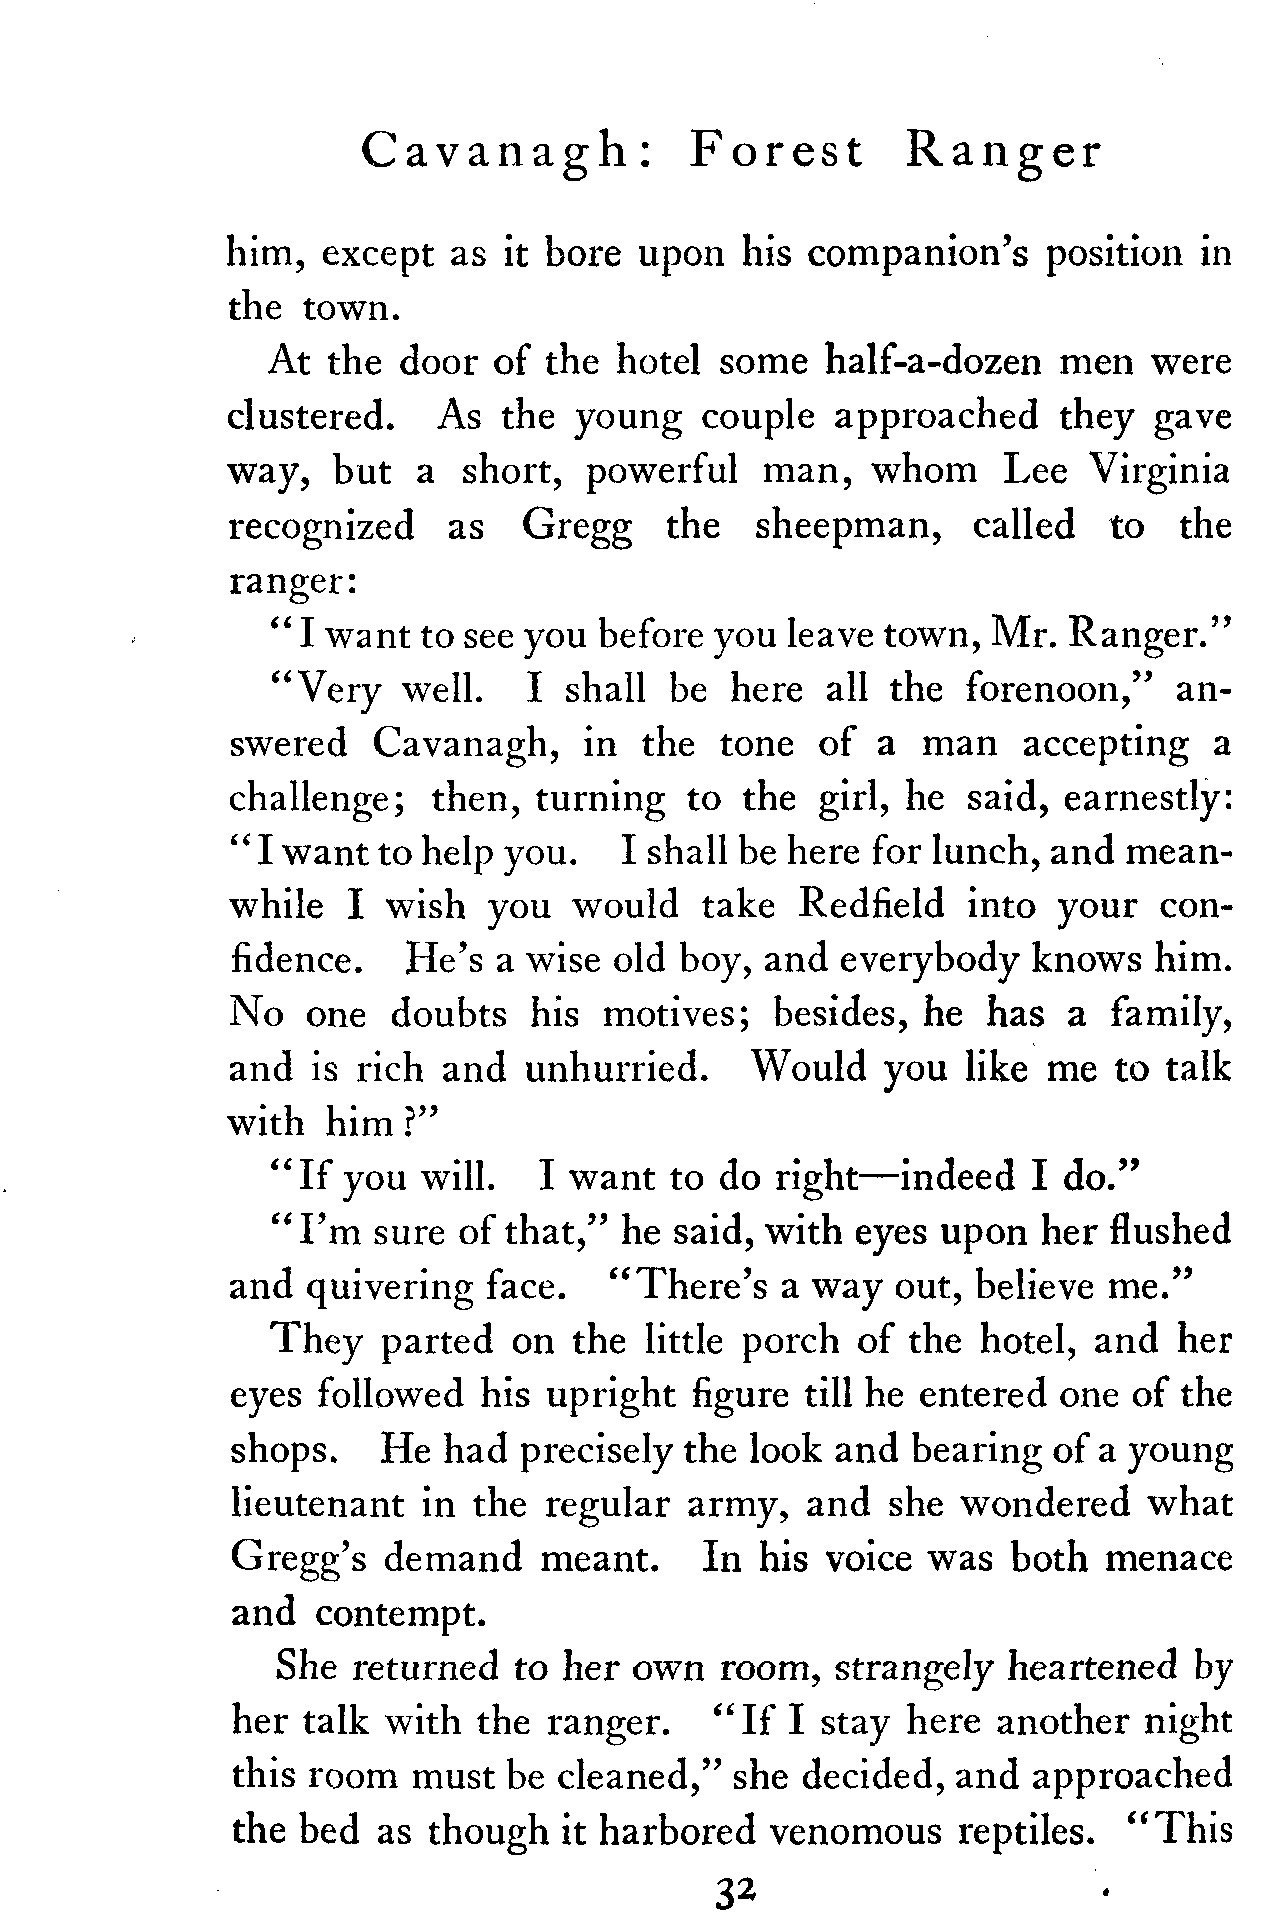 Cavanagh: Forest Ranger
him, except as it bore upon his companion's position in
the town.
At the door of the hotel some half-a-dozen men were
clustered. As the young couple approached they gave
way, but a short, powerful man, whom Lee Virginia
recognized as Gregg the sheepman, called to the
ranger:
“I want to see you before you leave town, Mr. Ranger.”
“Very well. I shall be here all the forenoon,” an-
swered Cavanagh, in the tone of a man accepting a
challenge; then, turning to the girl, he said, earnestly:
“I want to help you. I shall be here for lunch, and mean-
while I wish you would take Redfield into your con-
fidence. He's a wise old boy, and everybody knows him.
No one doubts his motives; besides, he has a family,
and is rich and unhurried. Would you like me to talk
with him?”
“If you will. I want to do right—indeed I do.”
“I'm sure of that,” he said, with eyes upon her flushed
and quivering face. “There's a way out, believe me.”
They parted on the little porch of the hotel, and her
eyes followed his upright figure till he entered one of the
shops. He had precisely the look and bearing of a young
lieutenant in the regular army, and she wondered what
Gregg's demand meant. In his voice was both menace
and contempt.
She returned to her own room, strangely heartened by
her talk with the ranger. “If I stay here another night
this room must be cleaned,” she decided, and approached
the bed as though it harbored venomous reptiles. “This
32